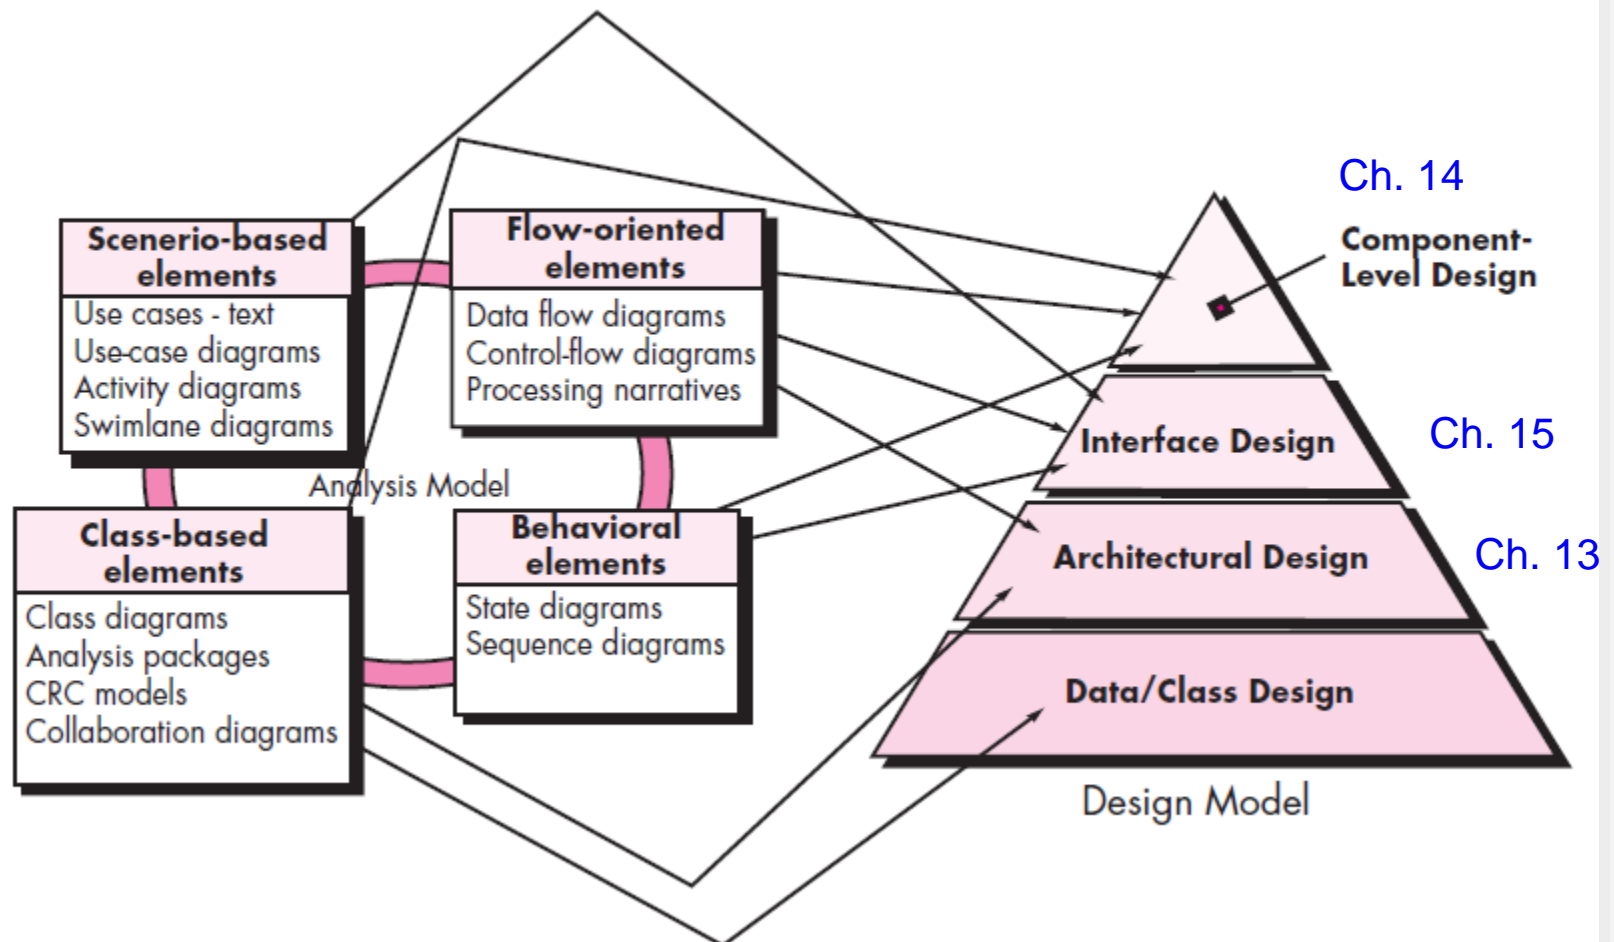 Scenerio-based
elements
Use cases - text
Use-case diagrams
Activity diagrams
Swimlane diagrams
Flow-oriented
elements
Data flow diagrams
Control-flow diagrams
Processing narratives
Analysis Model
Class-based
elements
Class diagrams
Analysis packages
CRC models
Collaboration diagrams
Behavioral
elements
State diagrams
Sequence diagrams
Ch. 14
Component-
Level Design
Interface Design
Ch. 15
Architectural Design
Ch. 13
Data/Class Design
Design Model